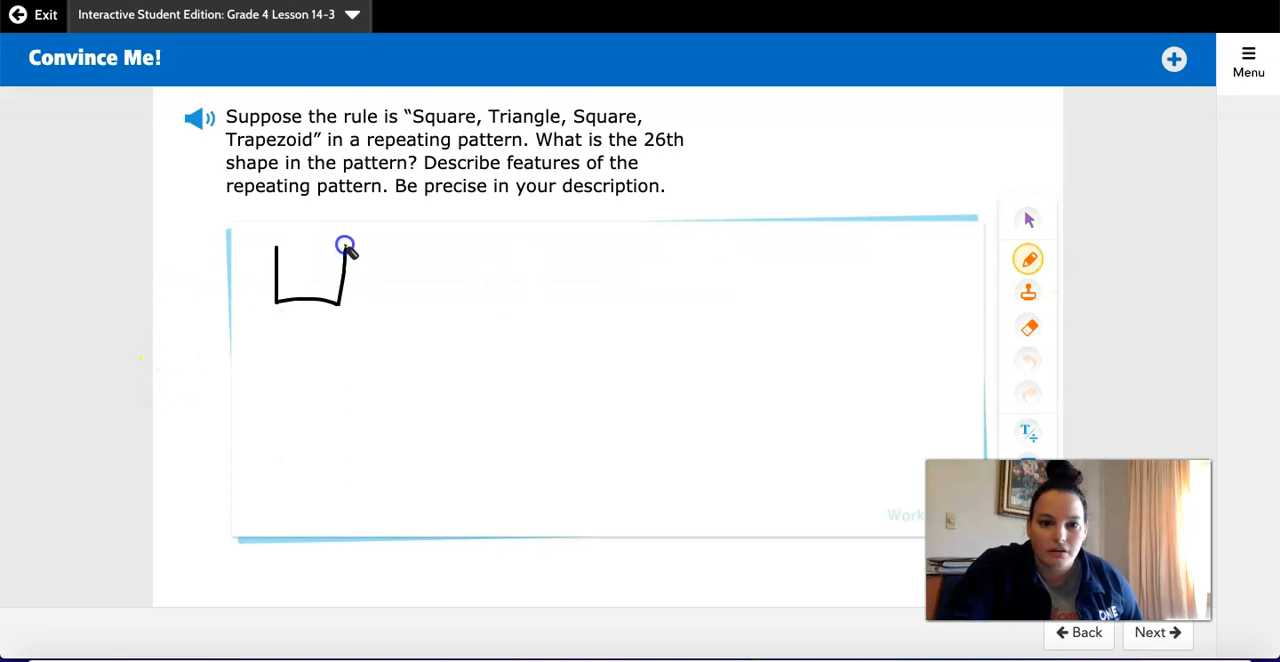 Exit
Interactive Student Edition: Grade 4 Lesson 14-3
Convince Me!
Menu
Suppose the rule is “Square, Triangle, Square,
Trapezoid” in a repeating pattern. What is the 26th
shape in the pattern? Describe features of the
repeating pattern. Be precise in your description.
Work
Back
Next